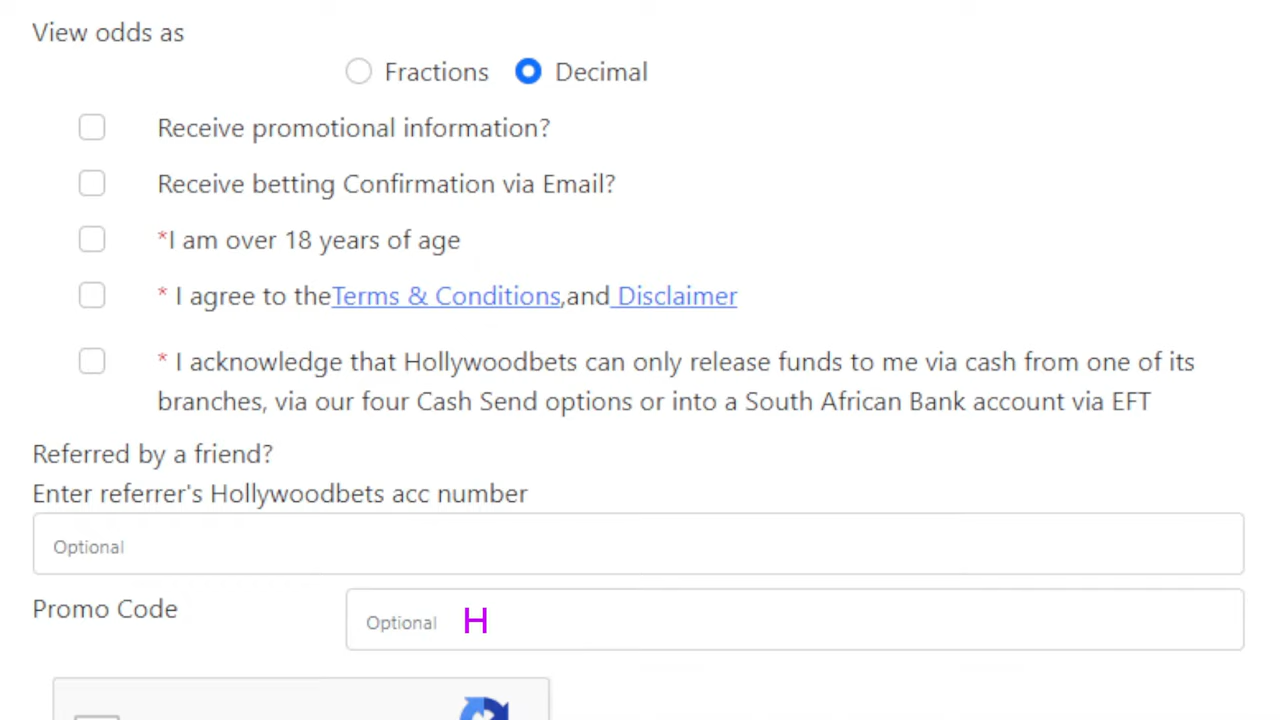 View odds as
Fractions Decimal
Receive promotional information?
Receive betting Confirmation via Email?
*I am over 18 years of age
* I agree to theTerms & Conditions,and Disclaimer
* I acknowledge that Hollywoodbets can only release funds to me via cash from one of its
branches, via our four Cash Send options or into a South African Bank account via EFT
Referred by a friend?
Enter referrer's Hollywoodbets acc number
Optional
Promo Code Optional H